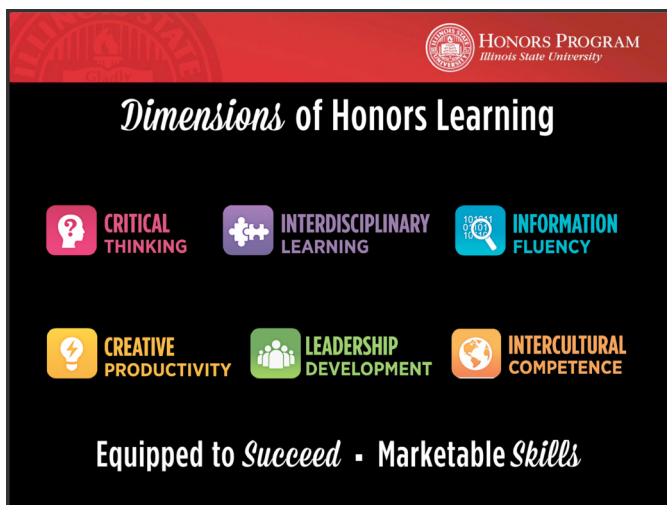 HONORS PROGRAM
Illinois State University
Dimensions of Honors Learning
CRITICAL
THINKING
INTERDISCIPLINARY
LEARNING
INFORMATION
FLUENCY
CREATIVE
PRODUCTIVITY
LEADERSHIP
DEVELOPMENT
INTERCULTURAL
COMPETENCE
Equipped to Succeed ▪ Marketable Skills